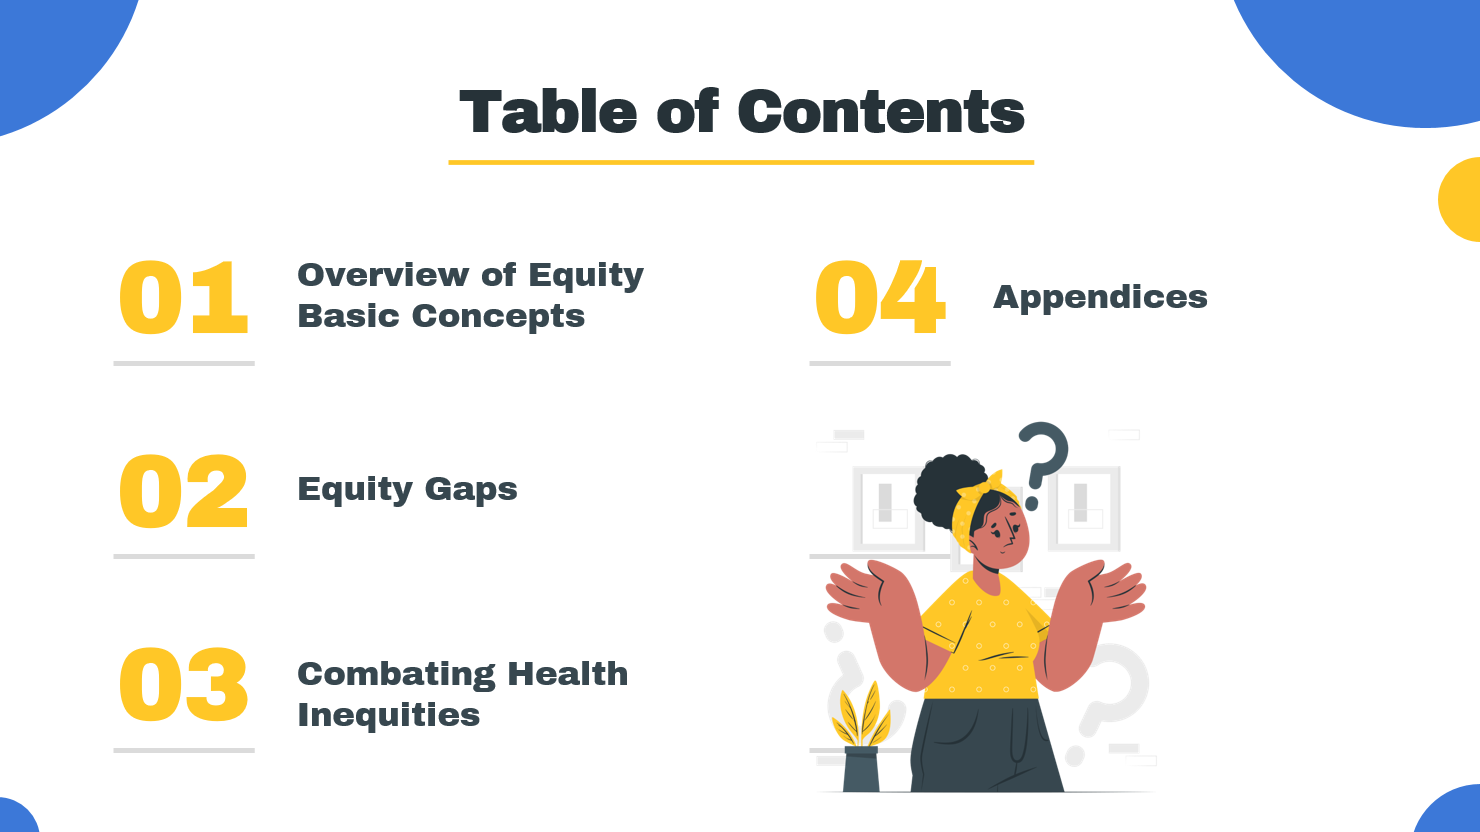 Table of Contents
01
Overview of Equity
Basic Concepts
02
Equity Gaps
03
Combating Health
Inequities
04
Appendices